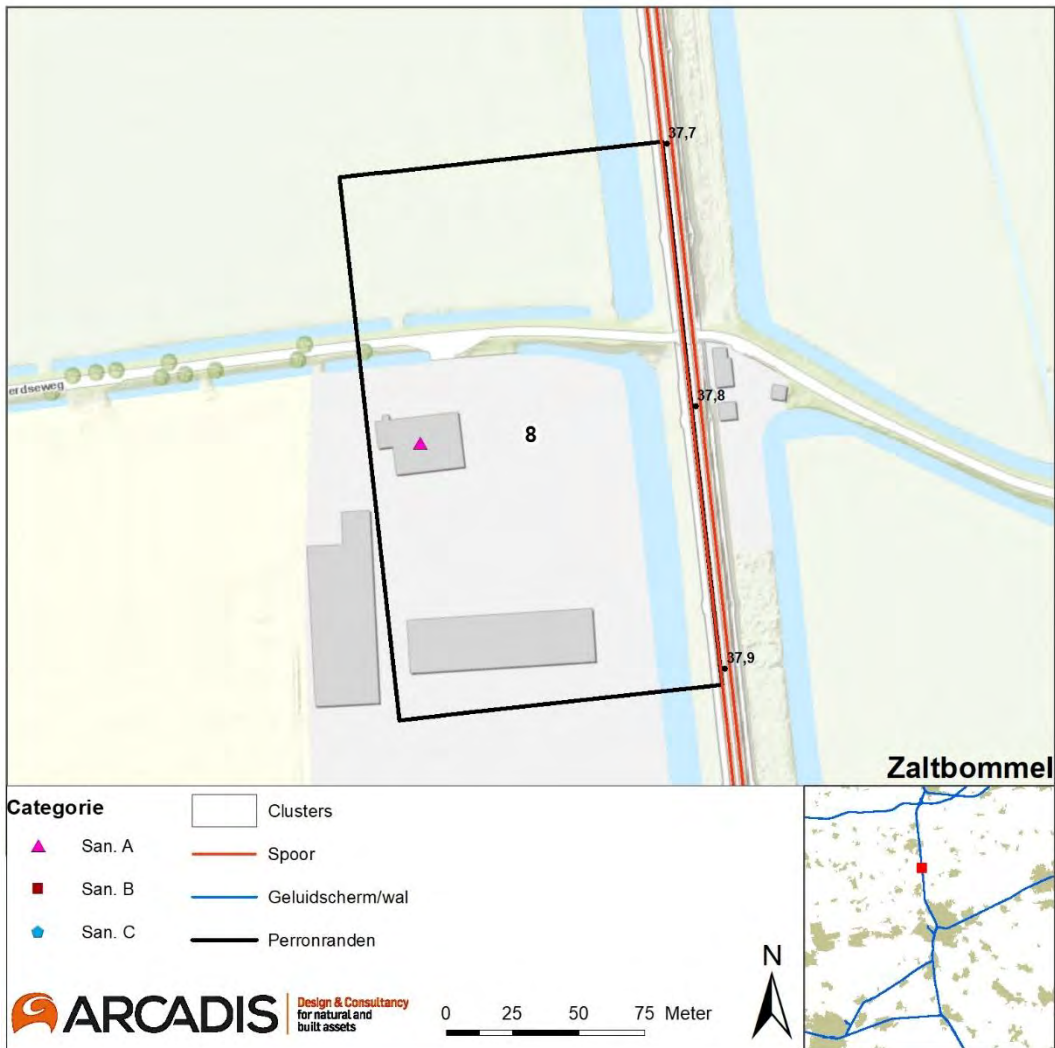 37,7
erdseweg
37,8
8
37,9
Zaltbommel
Categorie
San. A
San. B
San. C
Clusters
Spoor
Geluidscherm/wal
Perronranden
ARCADIS
Design & Consultancy
for natural and
built assets
0 25 50 75 Meter
N